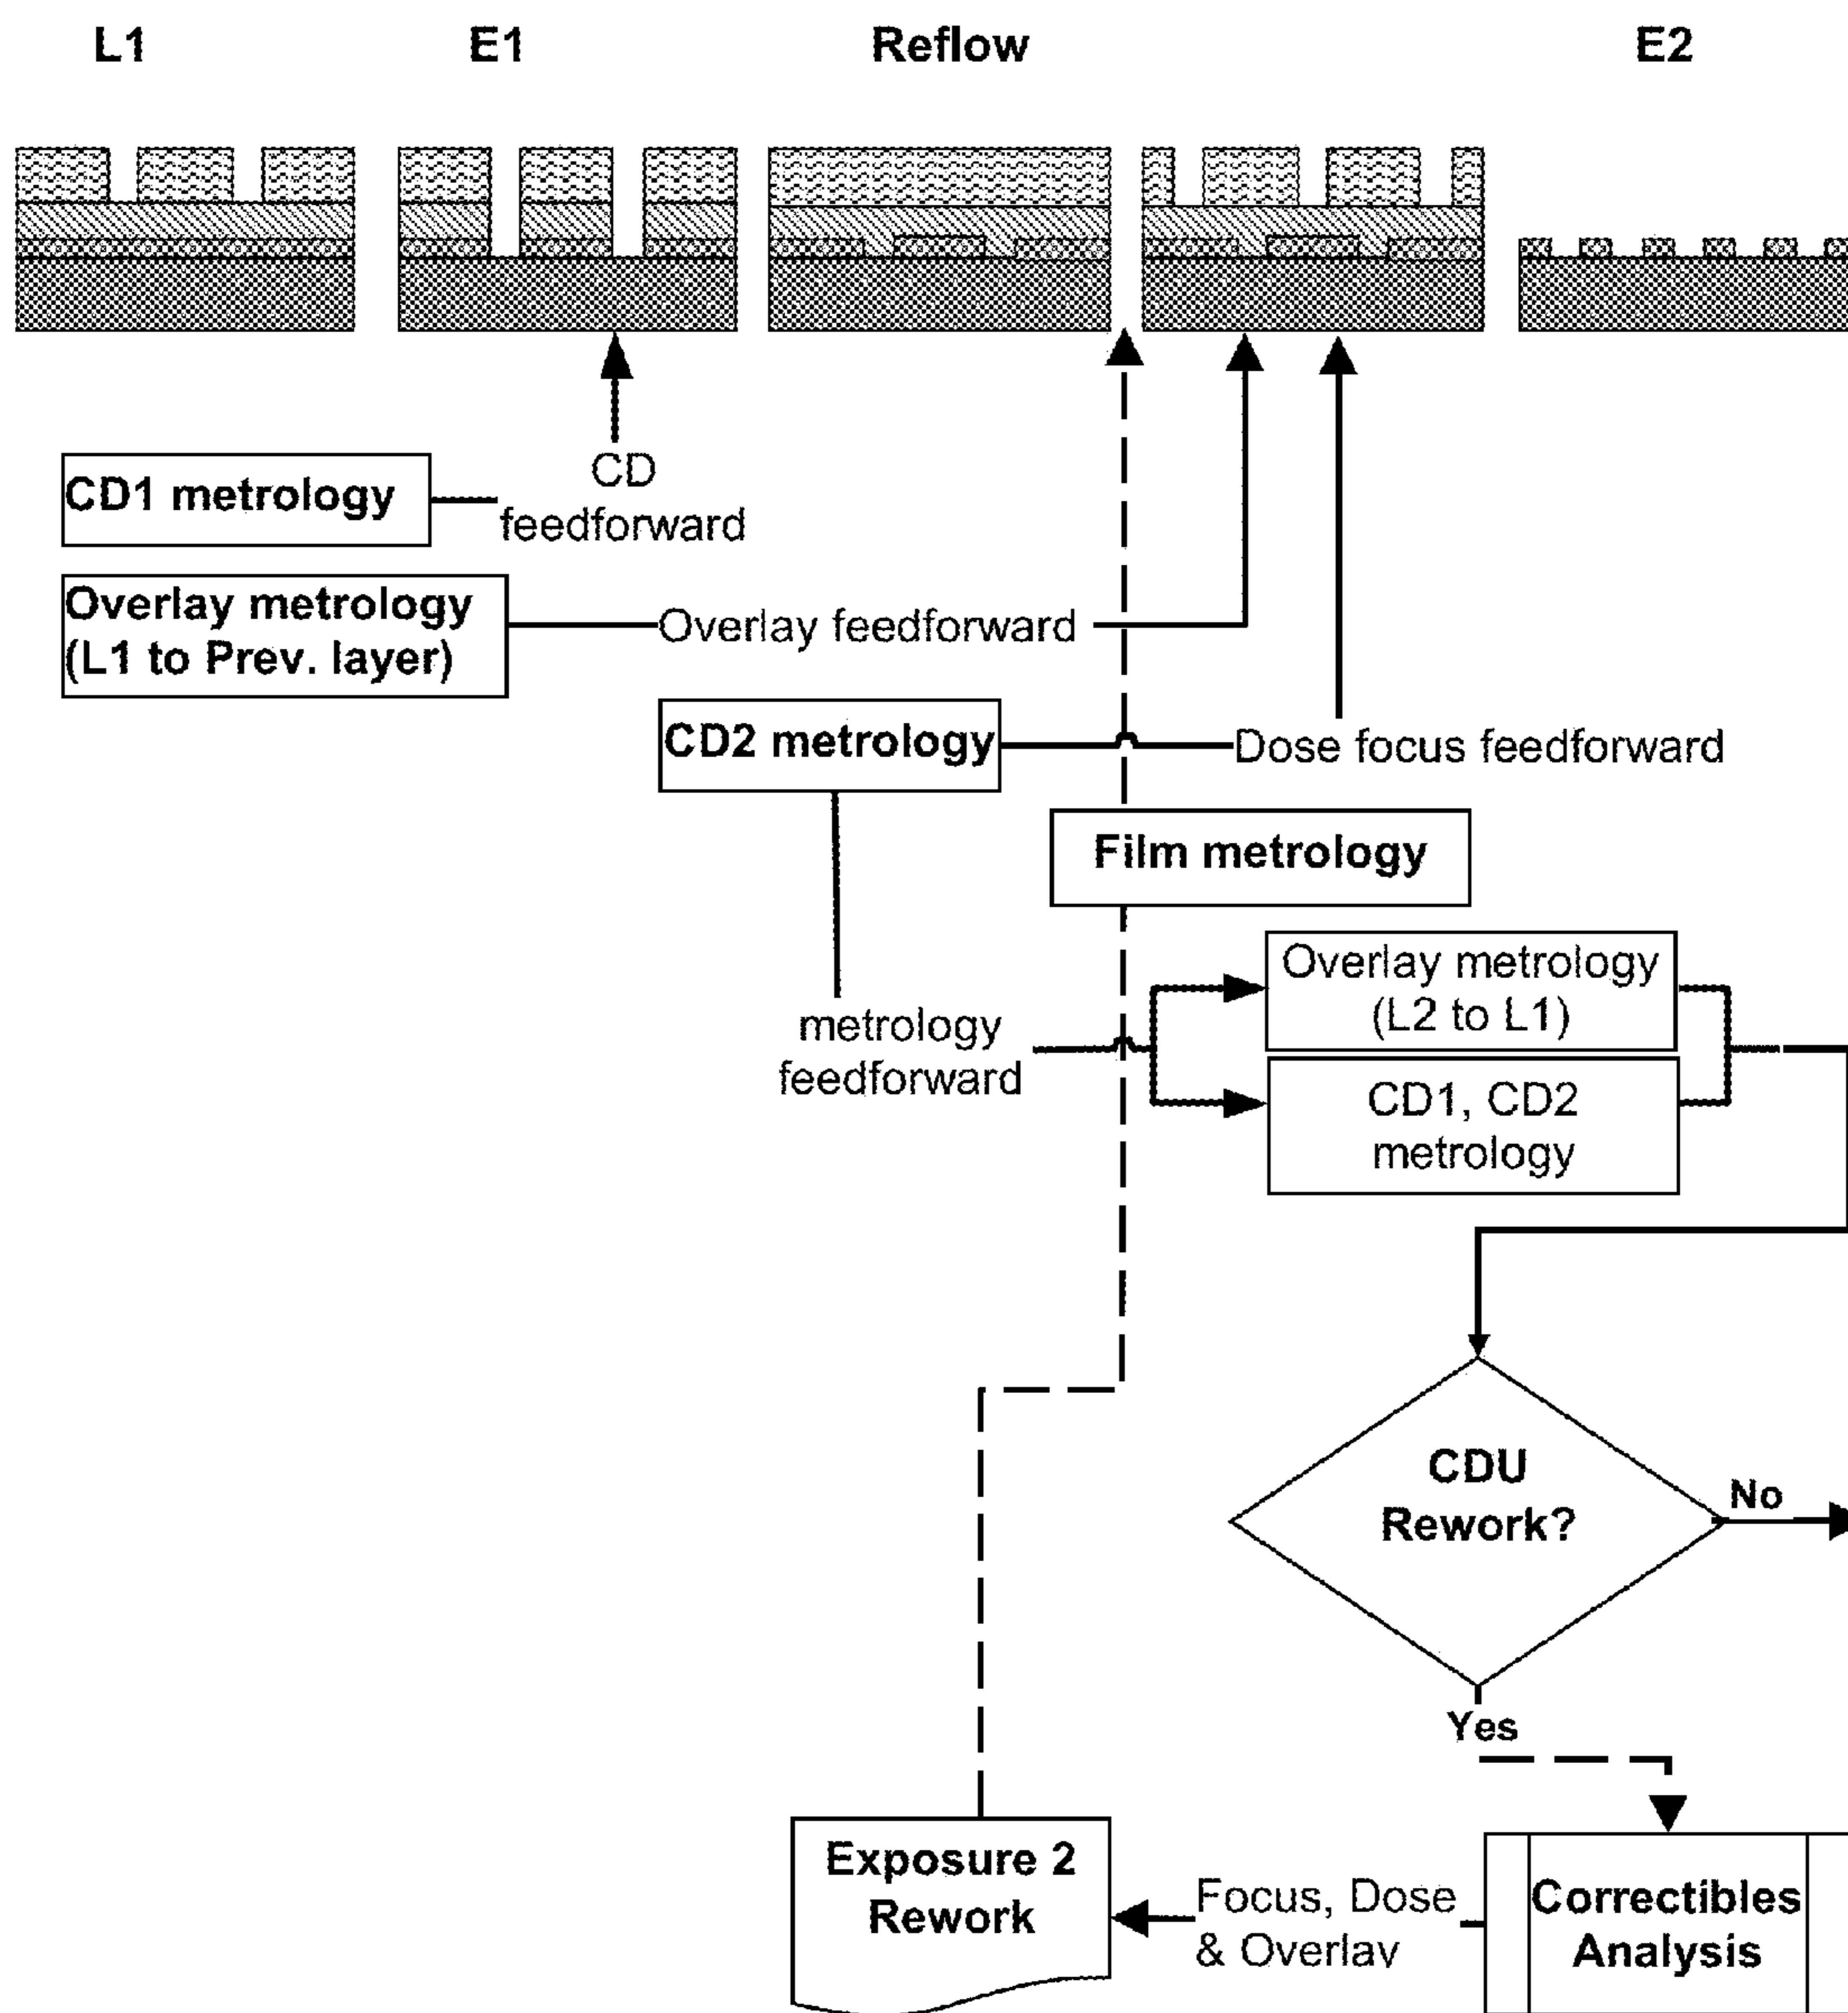 L1 E1 Reflow E2
CD1 metrology
CD
feedforward
Overlay metrology
(L1 to Prev. layer)
Overlay feedforward
CD2 metrology
Dose focus feedforward
Film metrology
metrology
feedforward
Overlay metrology
(L2 to L1)
CD1, CD2
metrology
CDU
Rework?
No
Yes
Exposure 2
Rework
Focus, Dose
& Overlay
Correctibles
Analysis